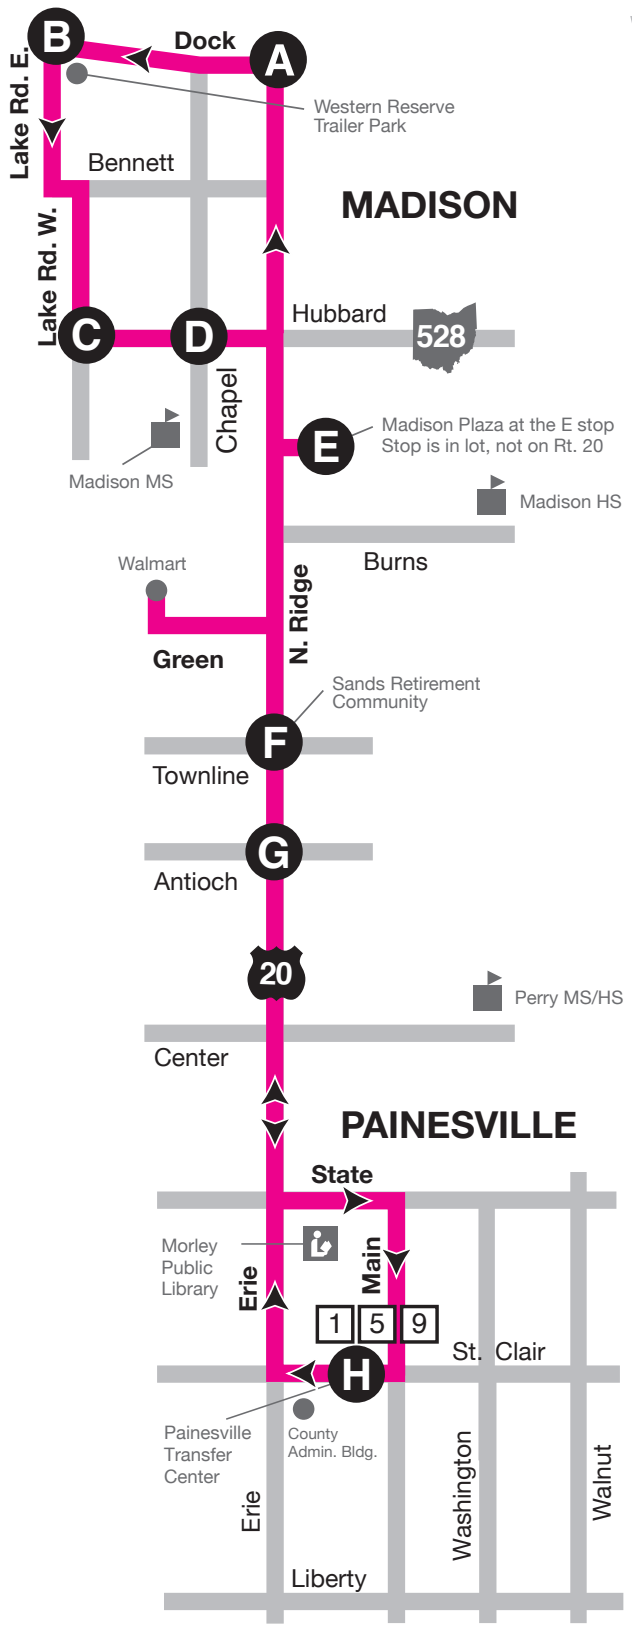 B
Dock
A
Lake Rd. E.
Western Reserve
Trailer Park
Bennett
MADISON
Lake Rd. W.
Hubbard
528
C
D
Chapel
E
Madison Plaza at the E stop
Stop is in lot, not on Rt. 20
Madison MS
Madison HS
Burns
Walmart
N. Ridge
Green
Sands Retirement
Community
F
Townline
G
Antioch
20
Perry MS/HS
Center
PAINESVILLE
State
Morley
Public
Library
Erie
Main
1
5
9
St. Clair
H
Painesville
Transfer
Center
County
Admin. Bldg.
Erie
Washington
Walnut
Liberty